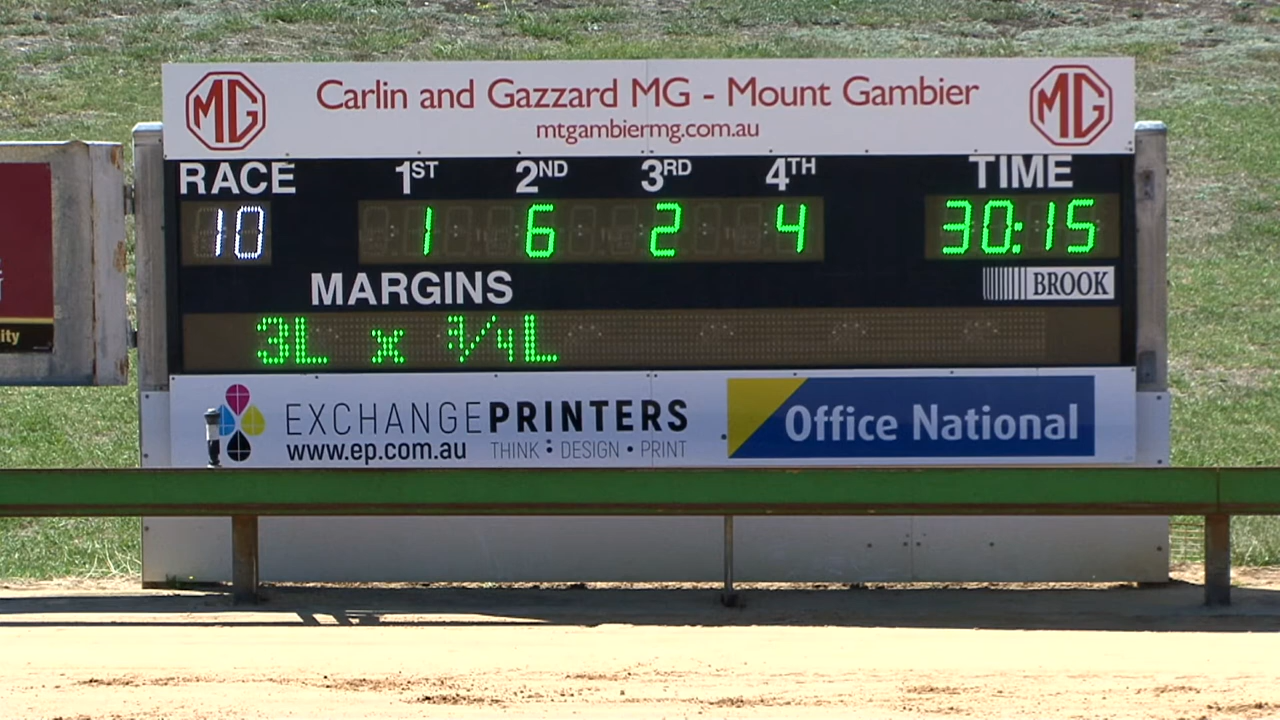 Carlin and Gazzard MG - Mount Gambier
MG
MG
mtgambiermg.com.au
RACE 1ST 2ND 3RD 4TH TIME
10 1 6 2 4 30:15
MARGINS
BROOK
3L x 3/4L
ity
EXCHANGEPRINTERS
www.ep.com.au THINK : DESIGN • PRINT
Office National